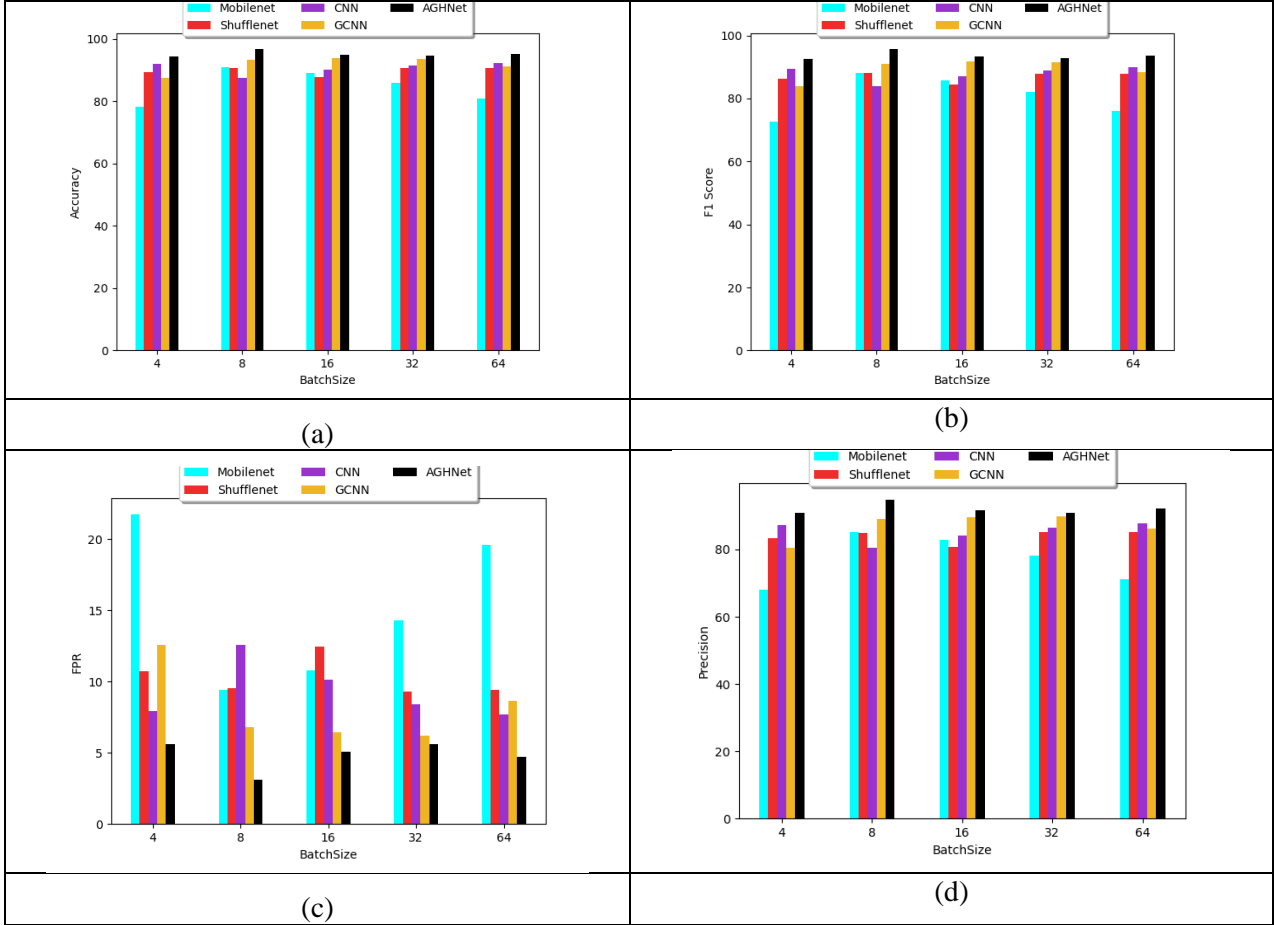 Mobilenet CNN AGHNet
Shufflenet GCNN
100
80
60
40
20
0
Accuracy
4 8 16 32 64
BatchSize
(a)
Mobilenet CNN AGHNet
Shufflenet GCNN
100
80
60
40
20
0
F1 Score
4 8 16 32 64
BatchSize
(b)
Mobilenet CNN AGHNet
Shufflenet GCNN
20
15
10
5
0
FPR
4 8 16 32 64
BatchSize
(c)
Mobilenet CNN AGHNet
Shufflenet GCNN
80
60
40
20
0
Precision
4 8 16 32 64
BatchSize
(d)